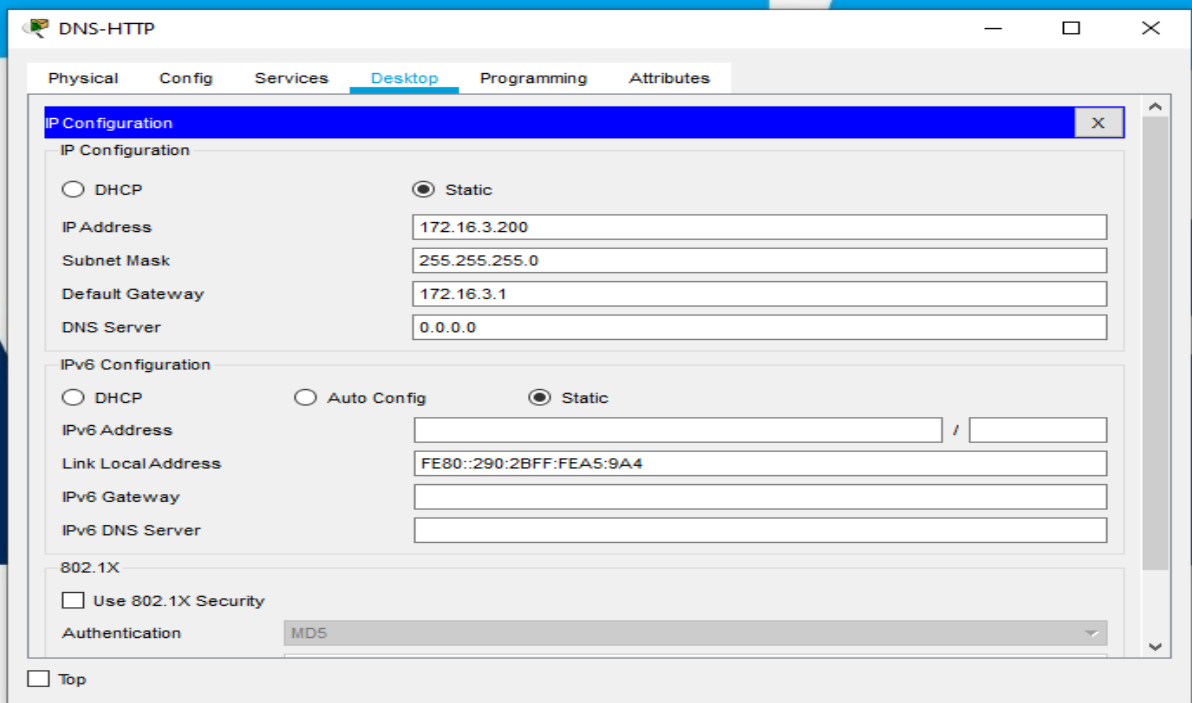 DNS-HTTP
Physical Config Services Desktop Programming Attributes
IP Configuration X
IP Configuration
DHCP Static
IP Address 172.16.3.200
Subnet Mask 255.255.255.0
Default Gateway 172.16.3.1
DNS Server 0.0.0.0
IPv6 Configuration
DHCP Auto Config Static
IPv6 Address /
Link Local Address FE80::290:2BFF:FEA5:9A4
IPv6 Gateway
IPv6 DNS Server
802.1X
Use 802.1X Security
Authentication MD5
Top